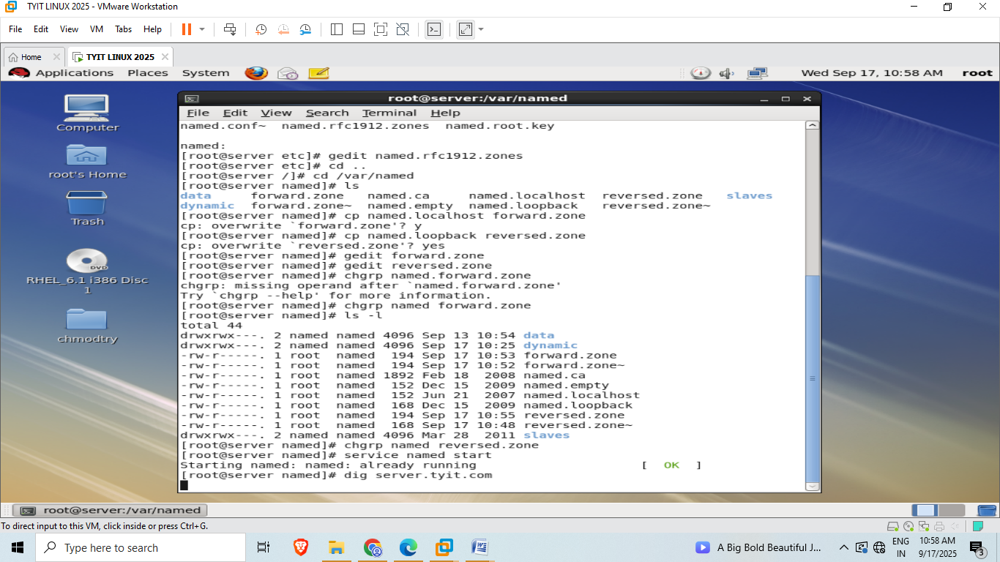 TYIT LINUX 2025 - VMware Workstation
File Edit View VM Tabs Help
Home TYIT LINUX 2025
Applications Places System Wed Sep 17, 10:58 AM root
Computer
root's Home
Trash
DVD
RHEL_6.1 i386 Disc
1
chmodtry
root@server:/var/named
File Edit View Search Terminal Help
named.conf~ named.rfc1912.zones named.root.key
named:
[root@server etc]# gedit named.rfc1912.zones
[root@server etc]# cd ..
[root@server /]# cd /var/named
[root@server named]# ls
data forward.zone named.ca named.localhost reversed.zone slaves
dynamic forward.zone~ named.empty named.loopback reversed.zone~
[root@server named]# cp named.localhost forward.zone
cp: overwrite `forward.zone'? y
[root@server named]# cp named.loopback reversed.zone
cp: overwrite `reversed.zone'? yes
[root@server named]# gedit forward.zone
[root@server named]# gedit reversed.zone
[root@server named]# chgrp named.forward.zone
chgrp: missing operand after `named.forward.zone'
Try `chgrp --help' for more information.
[root@server named]# chgrp named forward.zone
[root@server named]# ls -l
total 44
drwxrwx---. 2 named named 4096 Sep 13 10:54 data
drwxrwx---. 2 named named 4096 Sep 17 10:25 dynamic
-rw-r-----. 1 root named 194 Sep 17 10:53 forward.zone
-rw-r-----. 1 root named 194 Sep 17 10:52 forward.zone~
-rw-r-----. 1 root named 1892 Feb 18 2008 named.ca
-rw-r-----. 1 root named 152 Dec 15 2009 named.empty
-rw-r-----. 1 root named 152 Jun 21 2007 named.localhost
-rw-r-----. 1 root named 168 Dec 15 2009 named.loopback
-rw-r-----. 1 root named 194 Sep 17 10:55 reversed.zone
-rw-r-----. 1 root named 168 Sep 17 10:48 reversed.zone~
drwxrwx---. 2 named named 4096 Mar 28 2011 slaves
[root@server named]# chgrp named reversed.zone
[root@server named]# service named start
Starting named: named: already running [ OK ]
[root@server named]# dig server.tyit.com
root@server:/var/named
To direct input to this VM, click inside or press Ctrl+G.
Type here to search
A Big Bold Beautiful J...
ENG
IN
10:58 AM
9/17/2025
3